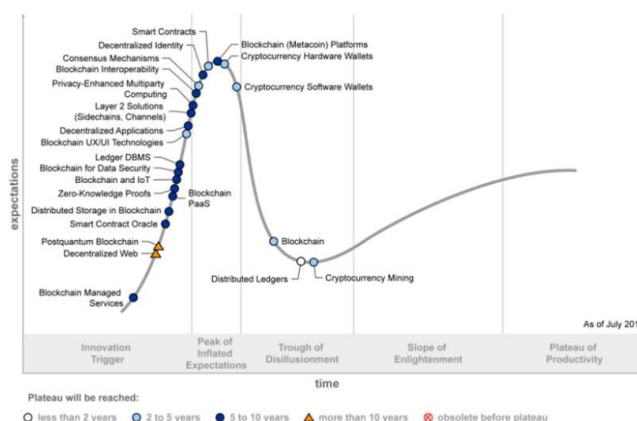 Smart Contracts
Decentralized Identity
Blockchain (Metacoin) Platforms
Consensus Mechanisms
Cryptocurrency Hardware Wallets
Blockchain Interoperability
Privacy-Enhanced Multiparty
Computing
Cryptocurrency Software Wallets
Layer 2 Solutions
(Sidechains, Channels)
Decentralized Applications
Blockchain UX/UI Technologies
Ledger DBMS
Blockchain for Data Security
Blockchain and IoT
Zero-Knowledge Proofs
Blockchain
PaaS
Distributed Storage in Blockchain
Smart Contract Oracle
Postquantum Blockchain
Decentralized Web
Blockchain
Distributed Ledgers
Cryptocurrency Mining
Blockchain Managed
Services
expectations
As of July 201
Innovation
Trigger
Peak of
Inflated
Expectations
Trough of
Disillusionment
Slope of
Enlightenment
Plateau of
Productivity
time
Plateau will be reached:
less than 2 years
2 to 5 years
5 to 10 years
more than 10 years
obsolete before plateau